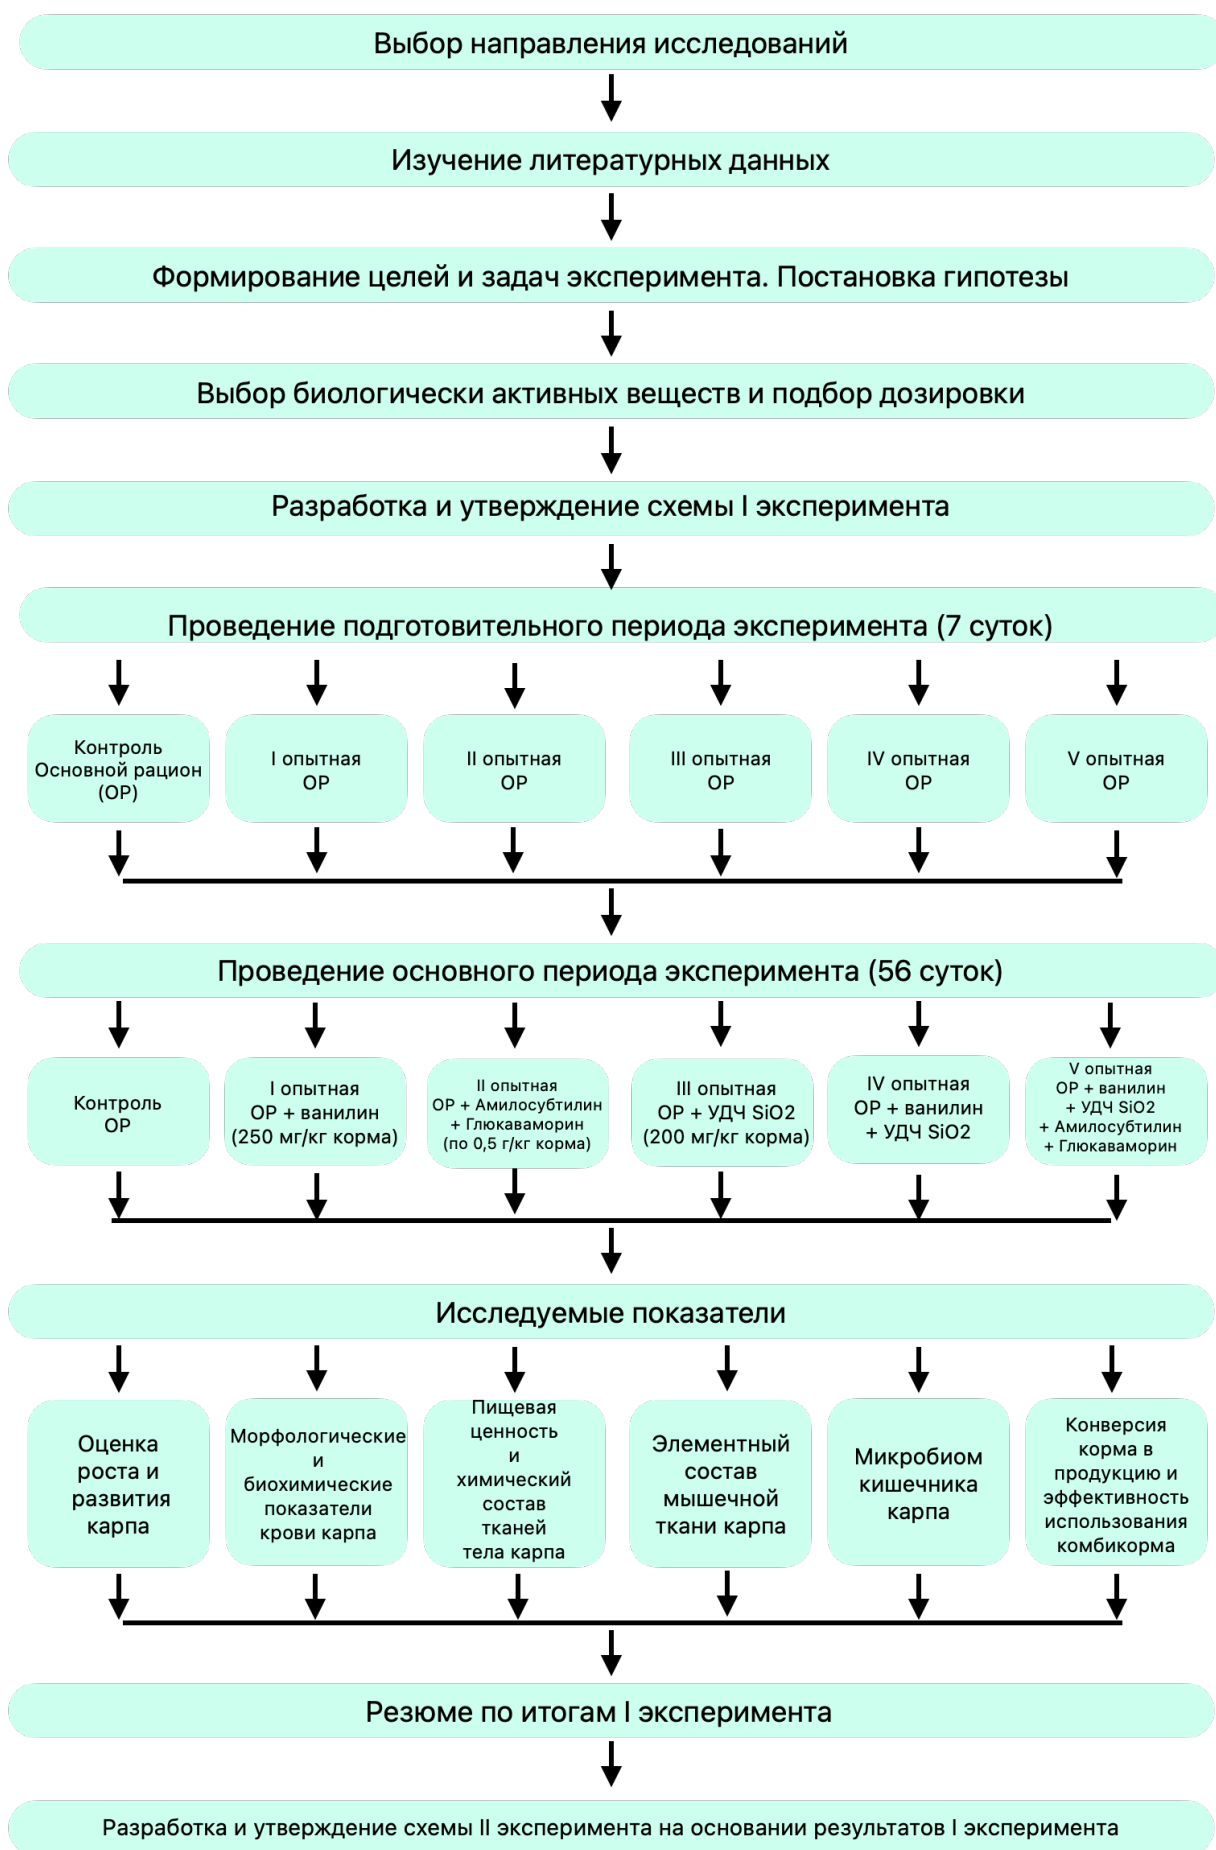 Выбор направления исследований
Изучение литературных данных
Формирование целей и задач эксперимента. Постановка гипотезы
Выбор биологически активных веществ и подбор дозировки
Разработка и утверждение схемы I эксперимента
Проведение подготовительного периода эксперимента (7 суток)
Контроль
Основной рацион
(ОР)
I опытная
ОР
II опытная
ОР
III опытная
ОР
IV опытная
ОР
V опытная
ОР
Проведение основного периода эксперимента (56 суток)
Контроль
ОР
I опытная
ОР + ванилин
(250 мг/кг корма)
II опытная
ОР + Амилосубтилин
+ Глюкаваморин
(по 0,5 г/кг корма)
III опытная
ОР + УДЧ SiO2
(200 мг/кг корма)
IV опытная
ОР + ванилин
+ УДЧ SiO2
V опытная
ОР + ванилин
+ УДЧ SiO2
+ Амилосубтилин
+ Глюкаваморин
Исследуемые показатели
Оценка
роста и
развития
карпа
Морфологические
и
биохимические
показатели
крови карпа
Пищевая
ценность
и
химический
состав
тканей
тела карпа
Элементный
состав
мышечной
ткани карпа
Микробиом
кишечника
карпа
Конверсия
корма в
продукцию и
эффективность
использования
комбикорма
Резюме по итогам I эксперимента
Разработка и утверждение схемы II эксперимента на основании результатов I эксперимента